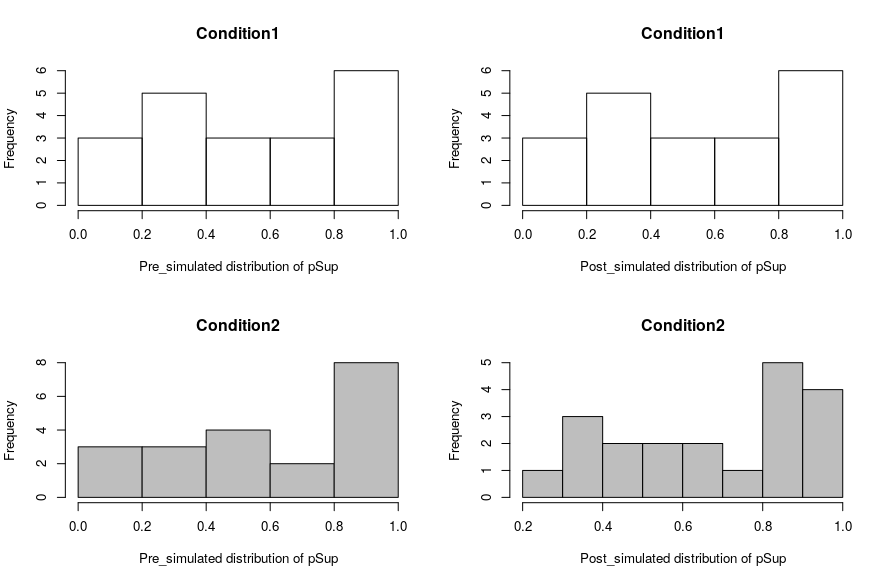 Condition1
Frequency
6
5
4
3
2
1
0
0.0 0.2 0.4 0.6 0.8 1.0
Pre_simulated distribution of pSup
Condition1
Frequency
6
5
4
3
2
1
0
0.0 0.2 0.4 0.6 0.8 1.0
Post_simulated distribution of pSup
Condition2
Frequency
8
6
4
2
0
0.0 0.2 0.4 0.6 0.8 1.0
Pre_simulated distribution of pSup
Condition2
Frequency
5
4
3
2
1
0
0.2 0.4 0.6 0.8 1.0
Post_simulated distribution of pSup